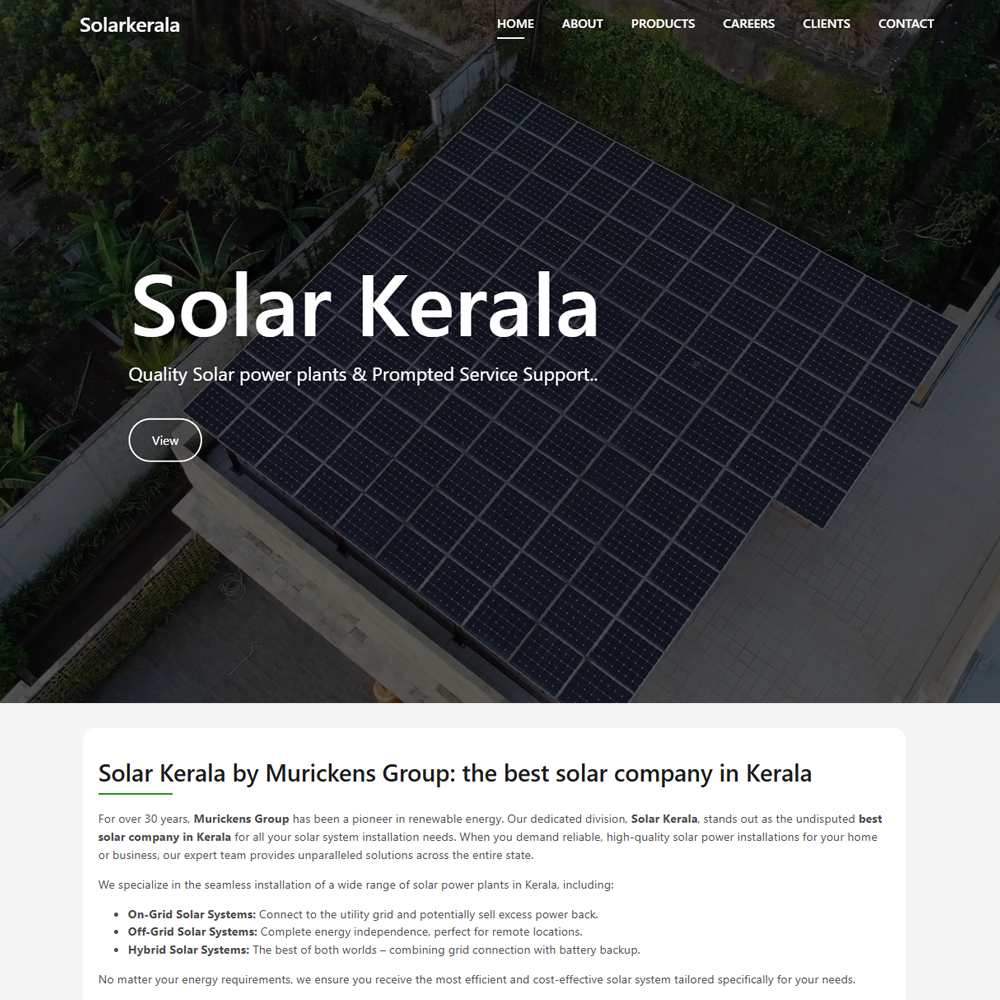 Solarkerala
HOME ABOUT PRODUCTS CAREERS CLIENTS CONTACT
Solar Kerala
Quality Solar power plants & Prompted Service Support..
View
Solar Kerala by Murickens Group: the best solar company in Kerala
For over 30 years, Murickens Group has been a pioneer in renewable energy. Our dedicated division, Solar Kerala, stands out as the undisputed best
solar company in Kerala for all your solar system installation needs. When you demand reliable, high-quality solar power installations for your home
or business, our expert team provides unparalleled solutions across the entire state.
We specialize in the seamless installation of a wide range of solar power plants in Kerala, including:
• On-Grid Solar Systems: Connect to the utility grid and potentially sell excess power back.
• Off-Grid Solar Systems: Complete energy independence, perfect for remote locations.
• Hybrid Solar Systems: The best of both worlds – combining grid connection with battery backup.
No matter your energy requirements, we ensure you receive the most efficient and cost-effective solar system tailored specifically for your needs.